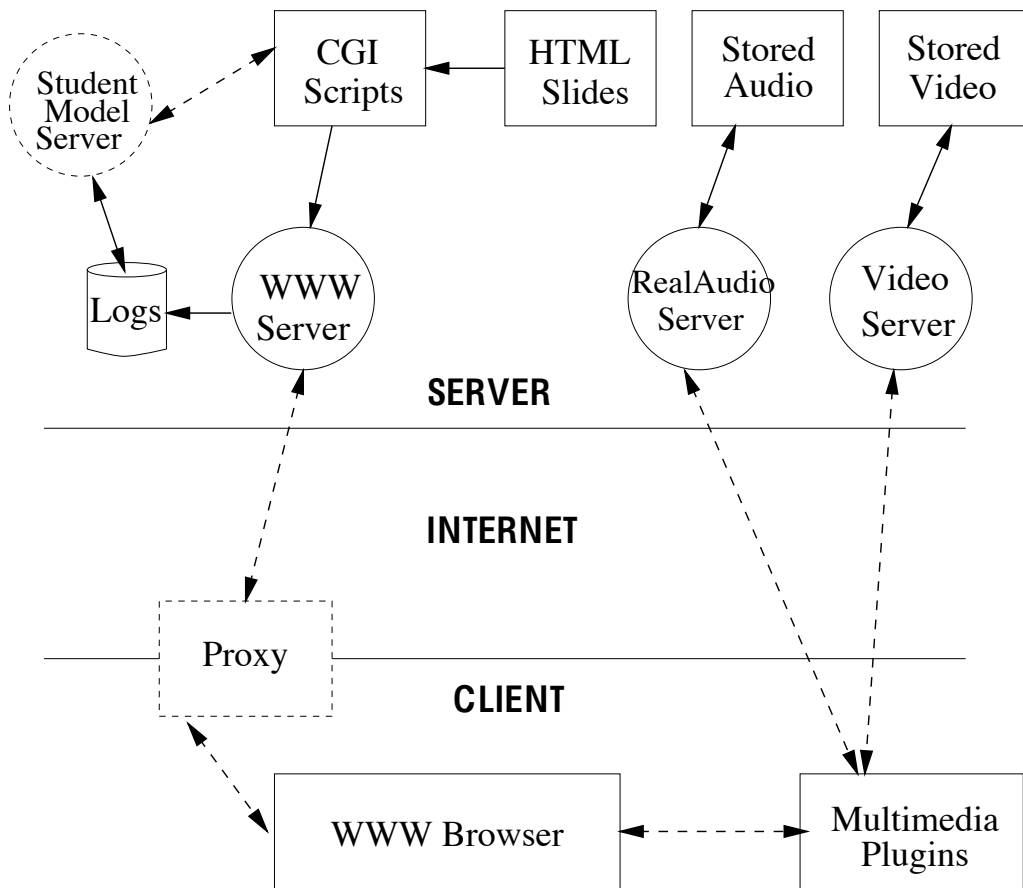 Student
Model
Server
CGI
Scripts
HTML
Slides
Stored
Audio
Stored
Video
Logs
WWW
Server
RealAudio
Server
Video
Server
SERVER
INTERNET
Proxy
CLIENT
WWW Browser
Multimedia
Plugins